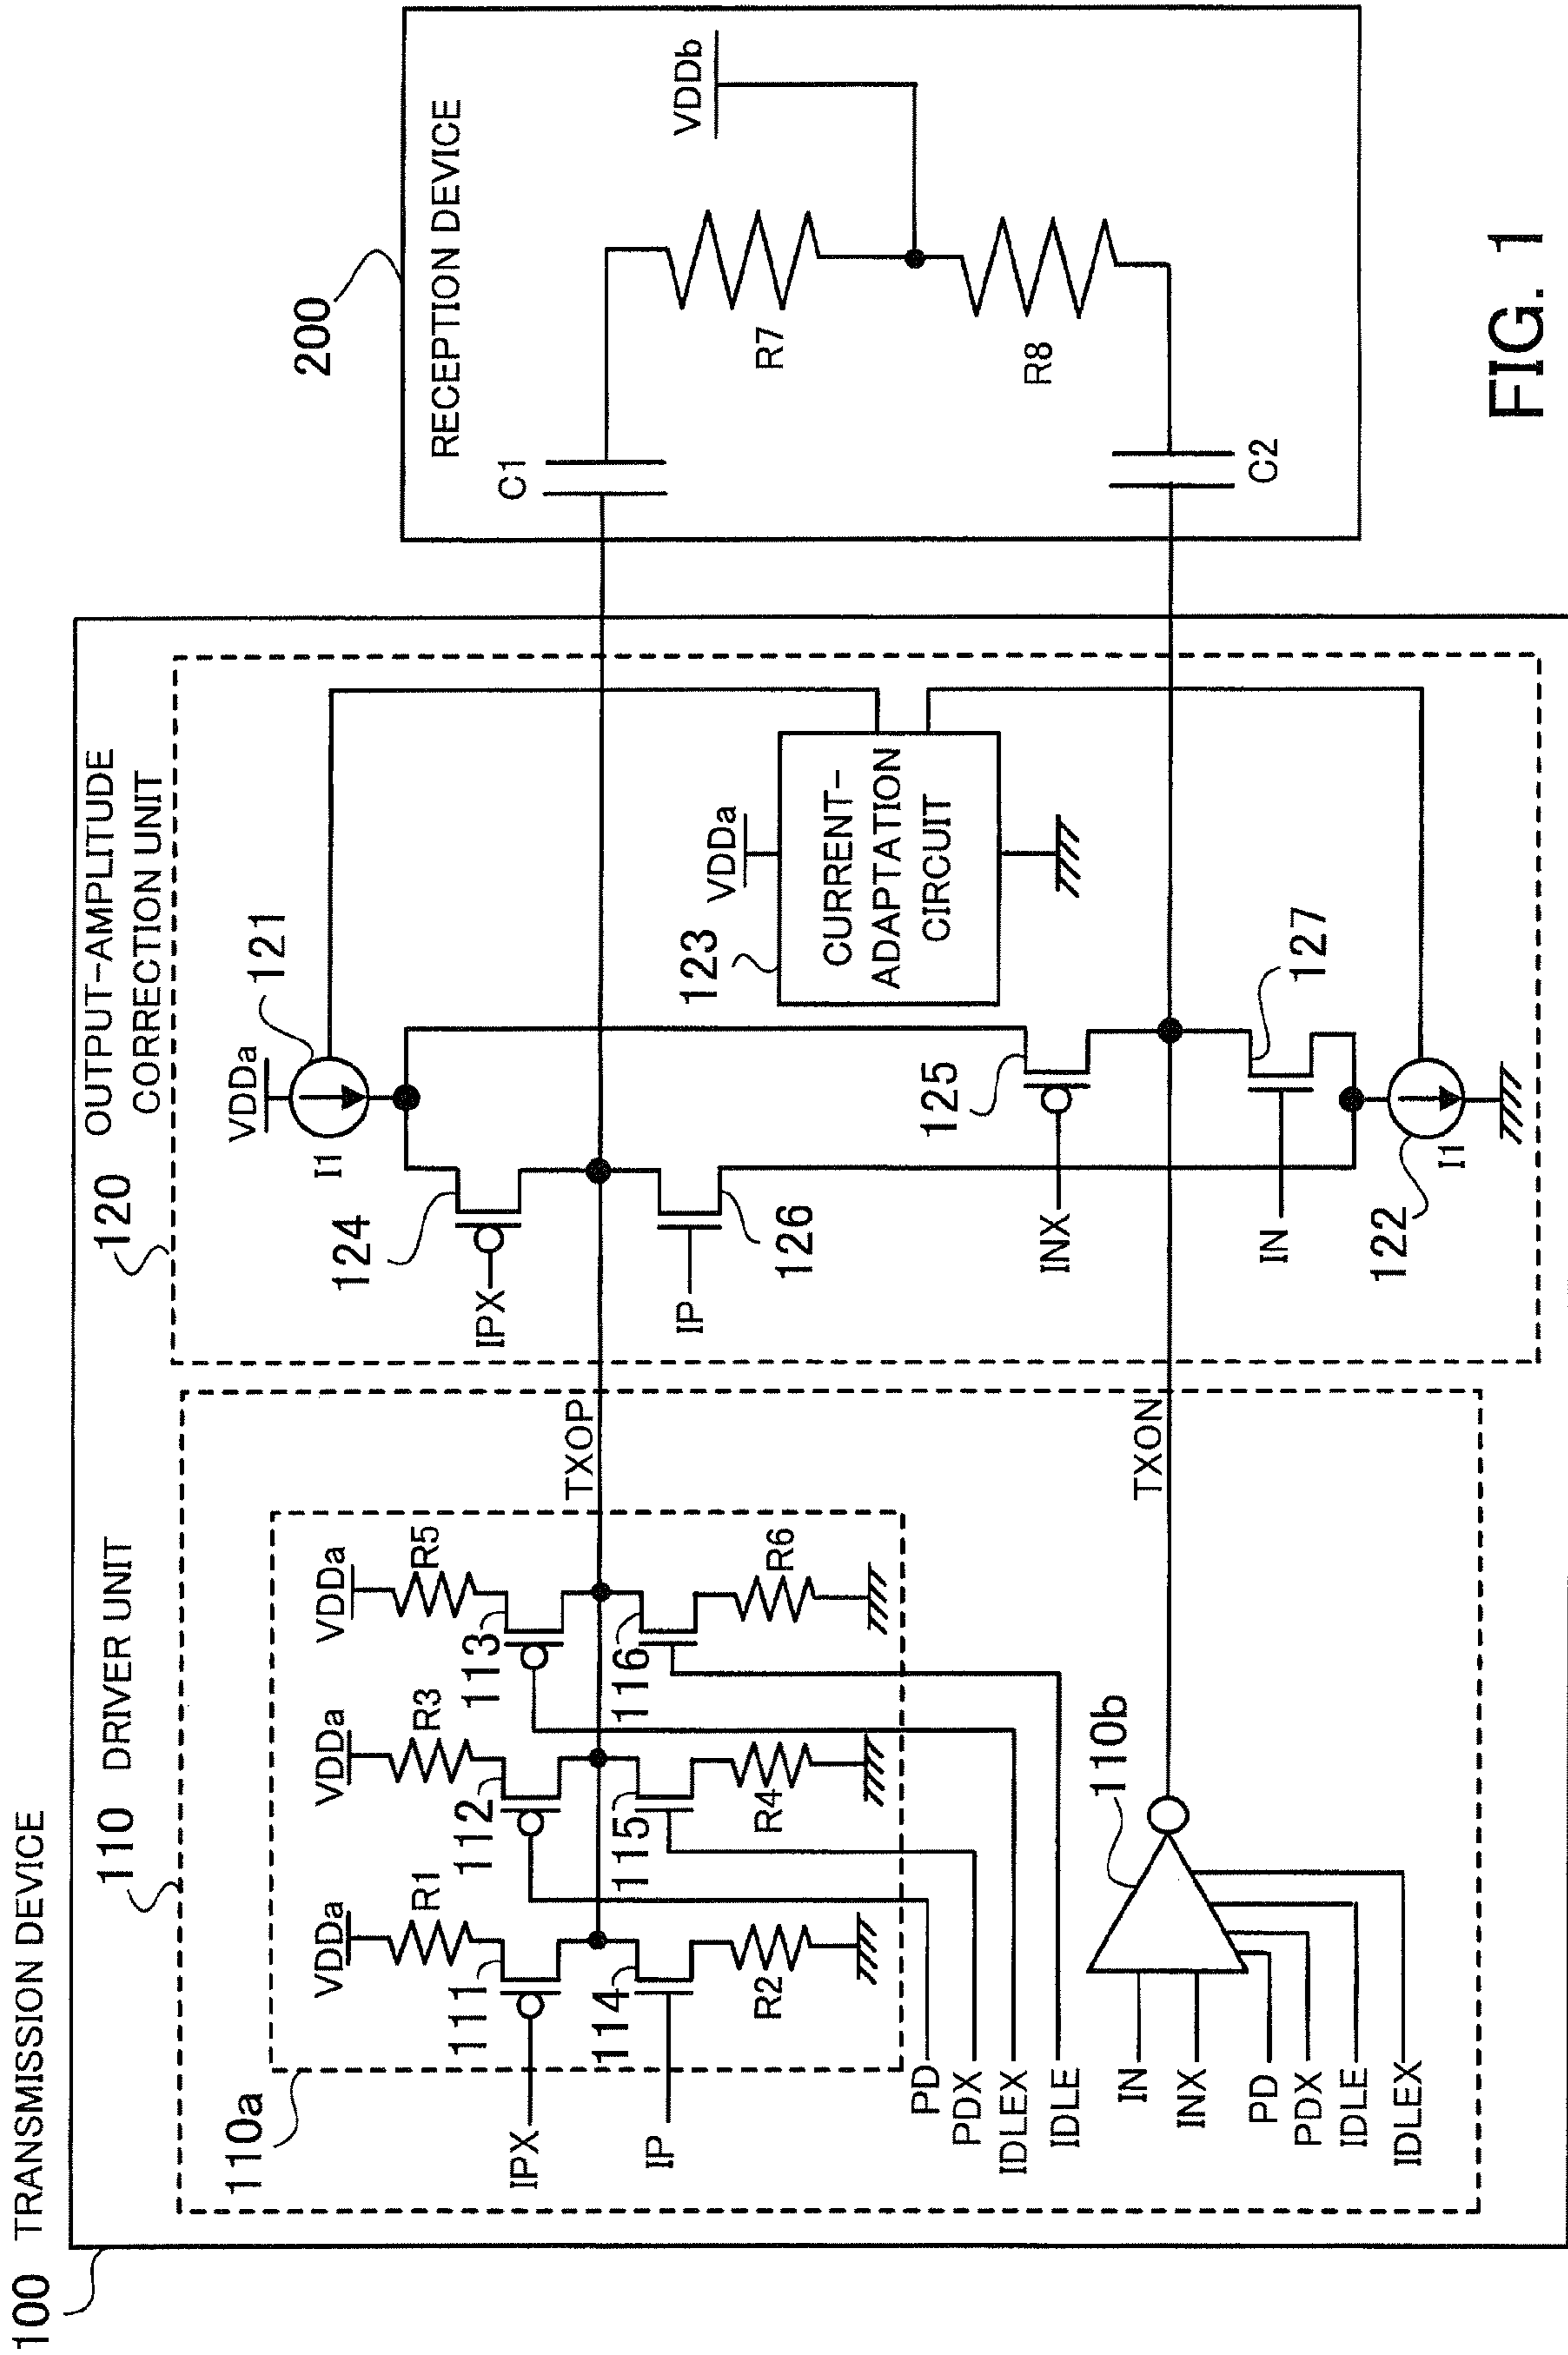 100 TRANSMISSION DEVICE
110 DRIVER UNIT
110a
VDDa
R1
111
IPX
114
IP
R2
VDDa
R3
112
115
R4
VDDa
R5
113
116
R6
TXOP
PD
PDX
IDLEX
IDLE
110b
IN
INX
PD
PDX
IDLE
IDLEX
TXON
120 OUTPUT-AMPLITUDE
CORRECTION UNIT
VDDa
121
I1
124
IPX
126
IP
123
VDDa
CURRENT-
ADAPTATION
CIRCUIT
125
INX
127
IN
122
I1
200
RECEPTION DEVICE
C1
R7
VDDb
R8
C2
FIG. 1